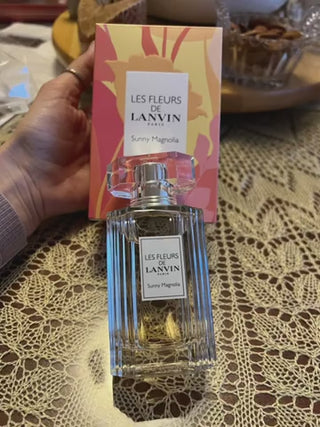 LES FLEURS
DE
LANVIN
PARIS
Sunny Magnolia
LES FLEURS
DE
LANVIN
PARIS
Sunny Magnolia